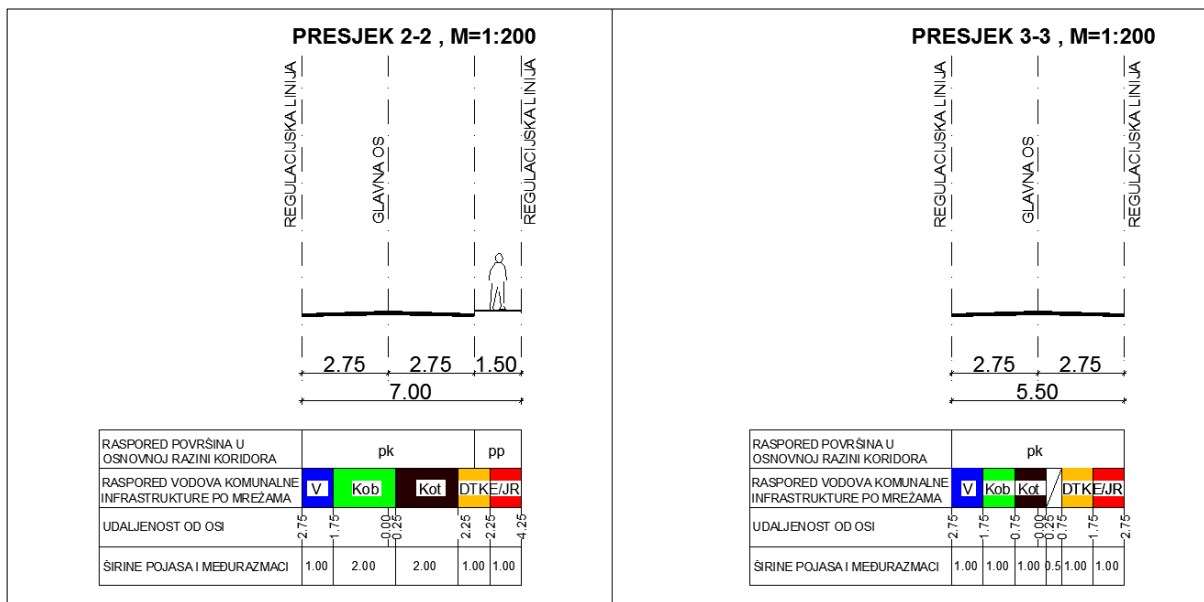 PRESJEK 2-2 , M=1:200
REGULACIJSKA LINIJA
GLAVNA OS
REGULACIJSKA LINIJA
2.75 2.75 1.50
7.00
RASPORED POVRŠINA U
OSNOVNOJ RAZINI KORIDORA
pk pp
RASPORED VODOVA KOMUNALNE
INFRASTRUKTURE PO MREŽAMA
V Kob Kot DTK E/JR
UDALJENOST OD OSI
2.75 1.75 0.00 0.25 2.25 2.25 4.25
ŠIRINE POJASA I MEĐURAZMACI
1.00 2.00 2.00 1.00 1.00
PRESJEK 3-3 , M=1:200
REGULACIJSKA LINIJA
GLAVNA OS
REGULACIJSKA LINIJA
2.75 2.75
5.50
RASPORED POVRŠINA U
OSNOVNOJ RAZINI KORIDORA
pk
RASPORED VODOVA KOMUNALNE
INFRASTRUKTURE PO MREŽAMA
V Kob Kot DTK E/JR
UDALJENOST OD OSI
2.75 1.75 0.75 0.00 0.25 0.75 1.75 2.75
ŠIRINE POJASA I MEĐURAZMACI
1.00 1.00 1.00 0.5 1.00 1.00